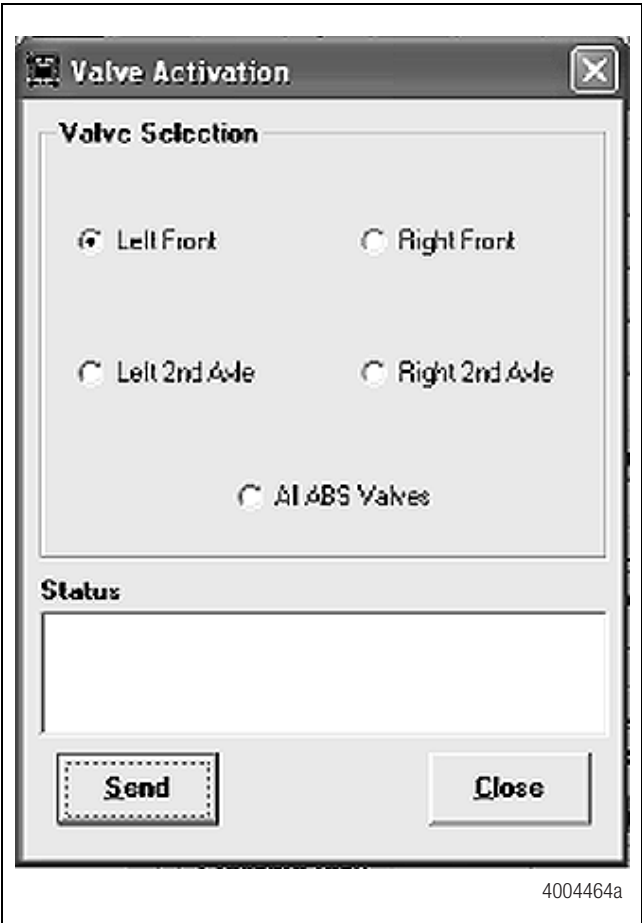 Valve Activation
Valve Selection
Left Front Right Front
Left 2nd Axle Right 2nd Axle
All ABS Valves
Status
Send Close
4004464a